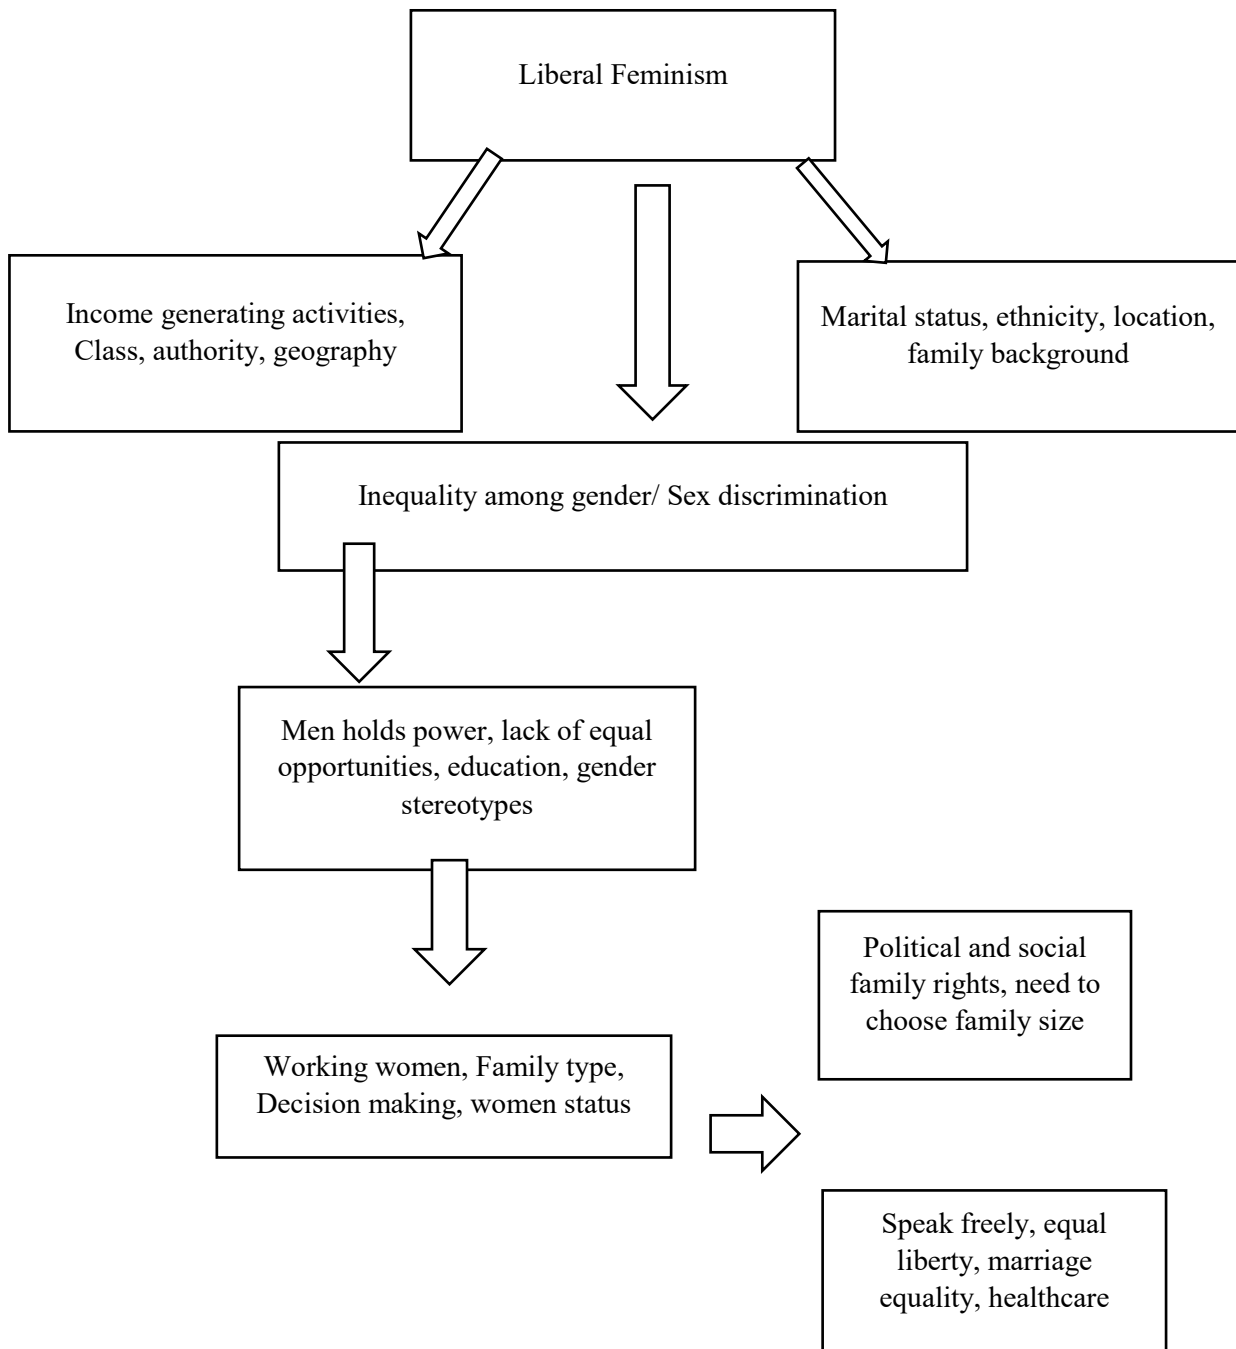 Liberal Feminism
Income generating activities,
Class, authority, geography
Marital status, ethnicity, location,
family background
Inequality among gender/ Sex discrimination
Men holds power, lack of equal
opportunities, education, gender
stereotypes
Political and social
family rights, need to
choose family size
Working women, Family type,
Decision making, women status
Speak freely, equal
liberty, marriage
equality, healthcare